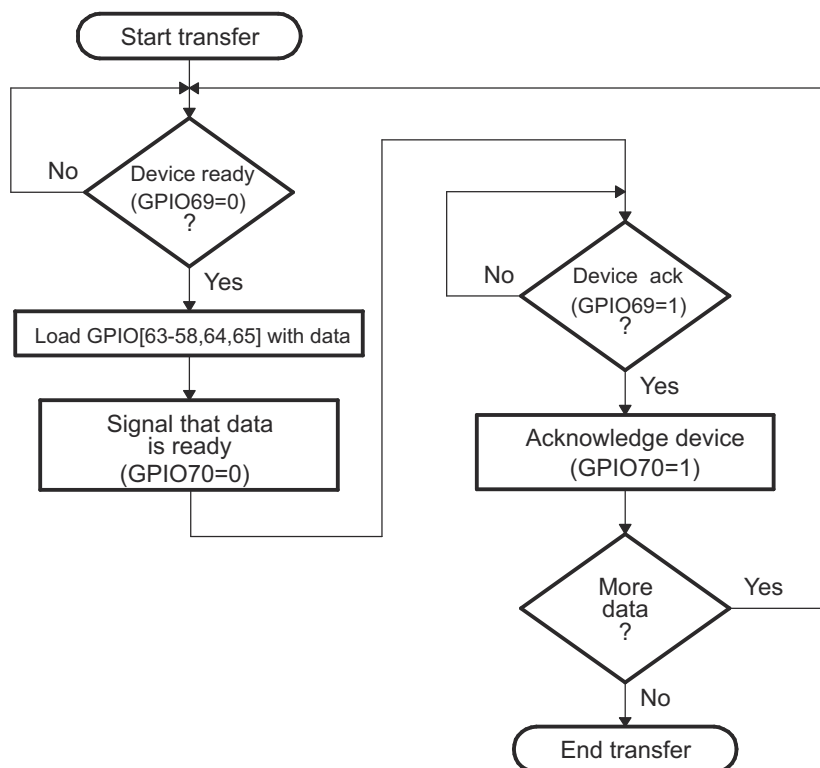 Start transfer
No
Device ready
(GPIO69=0)
?
Yes
Load GPIO[63-58,64,65] with data
Signal that data
is ready
(GPIO70=0)
No
Device ack
(GPIO69=1)
?
Yes
Acknowledge device
(GPIO70=1)
More
data
?
Yes
No
End transfer